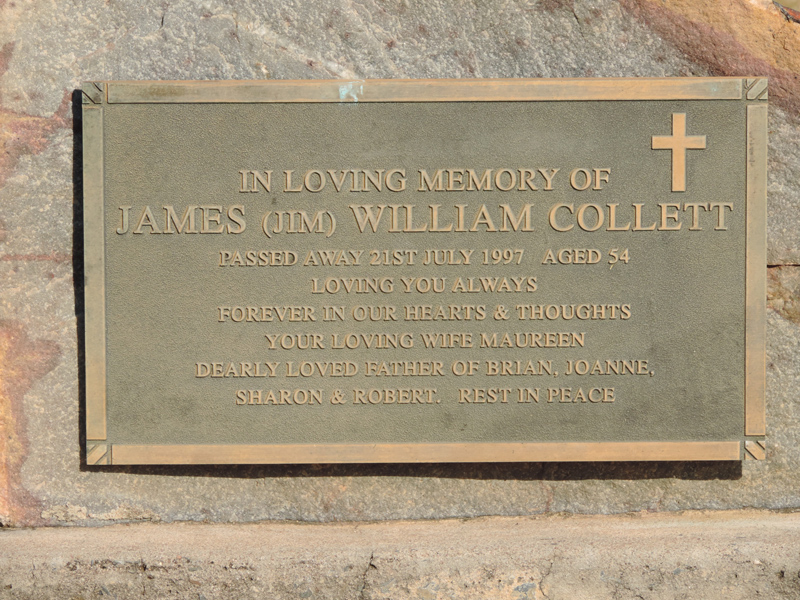 IN LOVING MEMORY OF
JAMES (JIM) WILLIAM COLLETT
PASSED AWAY 21ST JULY 1997 AGED 54
LOVING YOU ALWAYS
FOREVER IN OUR HEARTS & THOUGHTS
YOUR LOVING WIFE MAUREEN
DEARLY LOVED FATHER OF BRIAN, JOANNE,
SHARON & ROBERT. REST IN PEACE